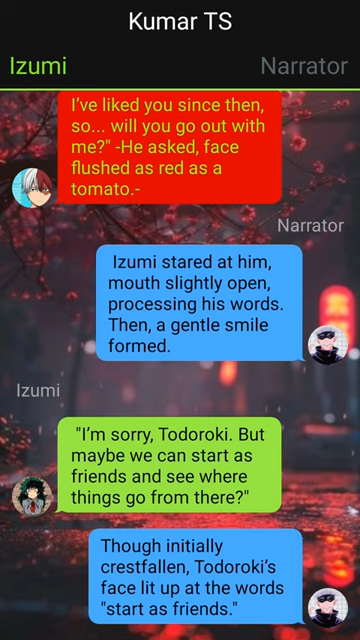 Kumar TS
Izumi Narrator
I've liked you since then,
so... will you go out with
me?" -He asked, face
flushed as red as a
tomato.-
Narrator
Izumi stared at him,
mouth slightly open,
processing his words.
Then, a gentle smile
formed.
Izumi
"I'm sorry, Todoroki. But
maybe we can start as
friends and see where
things go from there?"
Though initially
crestfallen, Todoroki's
face lit up at the words
"start as friends."